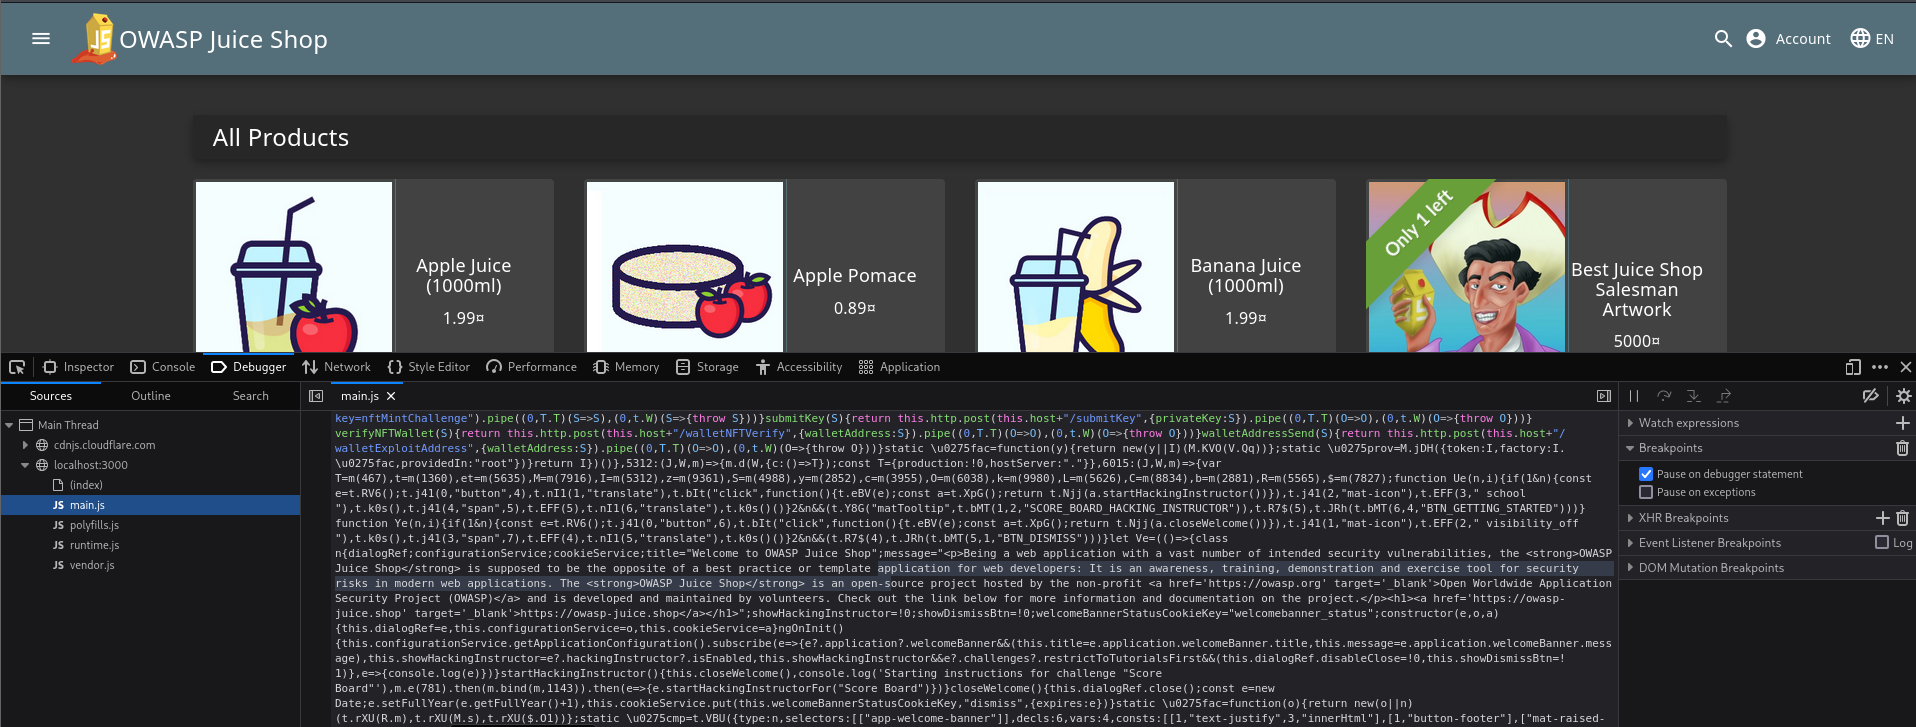 OWASP Juice Shop
Account
EN
All Products
Apple Juice
(1000ml)
1.99¤
Apple Pomace
0.89¤
Banana Juice
(1000ml)
1.99¤
Only 1 left
Best Juice Shop
Salesman
Artwork
5000¤
Inspector
Console
Debugger
Network
Style Editor
Performance
Memory
Storage
Accessibility
Application
Sources
Outline
Search
main.js
Main Thread
cdnjs.cloudflare.com
localhost:3000
(index)
JS main.js
JS polyfills.js
JS runtime.js
JS vendor.js
key=nftMintChallenge").pipe((0,T.T)(S=>S),(0,t.W)(S=>{throw S}))}submitKey(S){return this.http.post(this.host+"/submitKey",{privateKey:S}).pipe((0,T.T)(O=>O),(0,t.W)(O=>{throw O}))}
verifyNFTWallet(S){return this.http.post(this.host+"/walletNFTVerify",{walletAddress:S}).pipe((0,T.T)(O=>O),(0,t.W)(O=>{throw O}))}walletAddressSend(S){return this.http.post(this.host+"/
walletExploitAddress",{walletAddress:S}).pipe((0,T.T)(O=>O),(0,t.W)(O=>{throw O}))}static \u0275fac=function(y){return new(y||I)(M.KVO(V.Qq))};static \u0275prov=M.jDH({token:I,factory:I.
\u0275fac,providedIn:"root"})}return I})()},5312:(J,W,m)=>{m.d(W,{c:()=>T});const T={production:!0,hostServer:"."}},6015:(J,W,m)=>{var
T=m(467),t=m(1360),et=m(5635),M=m(7916),I=m(5312),z=m(9361),S=m(4988),y=m(2852),c=m(3955),O=m(6038),k=m(9980),L=m(5626),C=m(8834),b=m(2881),R=m(5565),$=m(7827);function Ue(n,i){if(1&n){const
e=t.RV6();t.j41(0,"button",4),t.nI1(1,"translate"),t.bIt("click",function(){t.eBV(e);const a=t.XpG();return t.Njj(a.startHackingInstructor())}),t.j41(2,"mat-icon"),t.EFF(3," school
"),t.k0s(),t.j41(4,"span",5),t.EFF(5),t.nI1(6,"translate"),t.k0s()()}2&n&&(t.Y8G("matTooltip",t.bMT(1,2,"SCORE_BOARD_HACKING_INSTRUCTOR")),t.R7$(5),t.JRh(t.bMT(6,4,"BTN_GETTING_STARTED")))}
function Ye(n,i){if(1&n){const e=t.RV6();t.j41(0,"button",6),t.bIt("click",function(){t.eBV(e);const a=t.XpG();return t.Njj(a.closeWelcome())}),t.j41(1,"mat-icon"),t.EFF(2," visibility_off
"),t.k0s(),t.j41(3,"span",7),t.EFF(4),t.nI1(5,"translate"),t.k0s()()}2&n&&(t.R7$(4),t.JRh(t.bMT(5,1,"BTN_DISMISS")))}let Ve=(()=>{class
n{dialogRef;configurationService;cookieService;title="Welcome to OWASP Juice Shop";message="<p>Being a web application with a vast number of intended security vulnerabilities, the <strong>OWASP
Juice Shop</strong> is supposed to be the opposite of a best practice or template application for web developers: It is an awareness, training, demonstration and exercise tool for security
risks in modern web applications. The <strong>OWASP Juice Shop</strong> is an open-source project hosted by the non-profit <a href='https://owasp.org' target='_blank'>Open Worldwide Application
Security Project (OWASP)</a> and is developed and maintained by volunteers. Check out the link below for more information and documentation on the project.</p><h1><a href='https://owasp-
juice.shop' target='_blank'>https://owasp-juice.shop</a></h1>";showHackingInstructor=!0;showDismissBtn=!0;welcomeBannerStatusCookieKey="welcomebanner_status";constructor(e,o,a)
{this.dialogRef=e,this.configurationService=o,this.cookieService=a}ngOnInit()
{this.configurationService.getApplicationConfiguration().subscribe(e=>{e?.application?.welcomeBanner&&(this.title=e.application.welcomeBanner.title,this.message=e.application.welcomeBanner.mess
age),this.showHackingInstructor=e?.hackingInstructor?.isEnabled,this.showHackingInstructor&&e?.challenges?.restrictToTutorialsFirst&&(this.dialogRef.disableClose=!0,this.showDismissBtn=!
1)},e=>{console.log(e)})}startHackingInstructor(){this.closeWelcome(),console.log('Starting instructions for challenge "Score
Board"'),m.e(781).then(m.bind(m,1143)).then(e=>{e.startHackingInstructorFor("Score Board")})}closeWelcome(){this.dialogRef.close();const e=new
Date;e.setFullYear(e.getFullYear()+1),this.cookieService.put(this.welcomeBannerStatusCookieKey,"dismiss",{expires:e})}static \u0275fac=function(o){return new(o||n)
(t.rXU(R.m),t.rXU(M.s),t.rXU($.O1))};static \u0275cmp=t.VBU({type:n,selectors:[["app-welcome-banner"]],decls:6,vars:4,consts:[[1,"text-justify",3,"innerHtml"],[1,"button-footer"],["mat-raised-
Watch expressions
Breakpoints
Pause on debugger statement
Pause on exceptions
XHR Breakpoints
Event Listener Breakpoints
Log
DOM Mutation Breakpoints